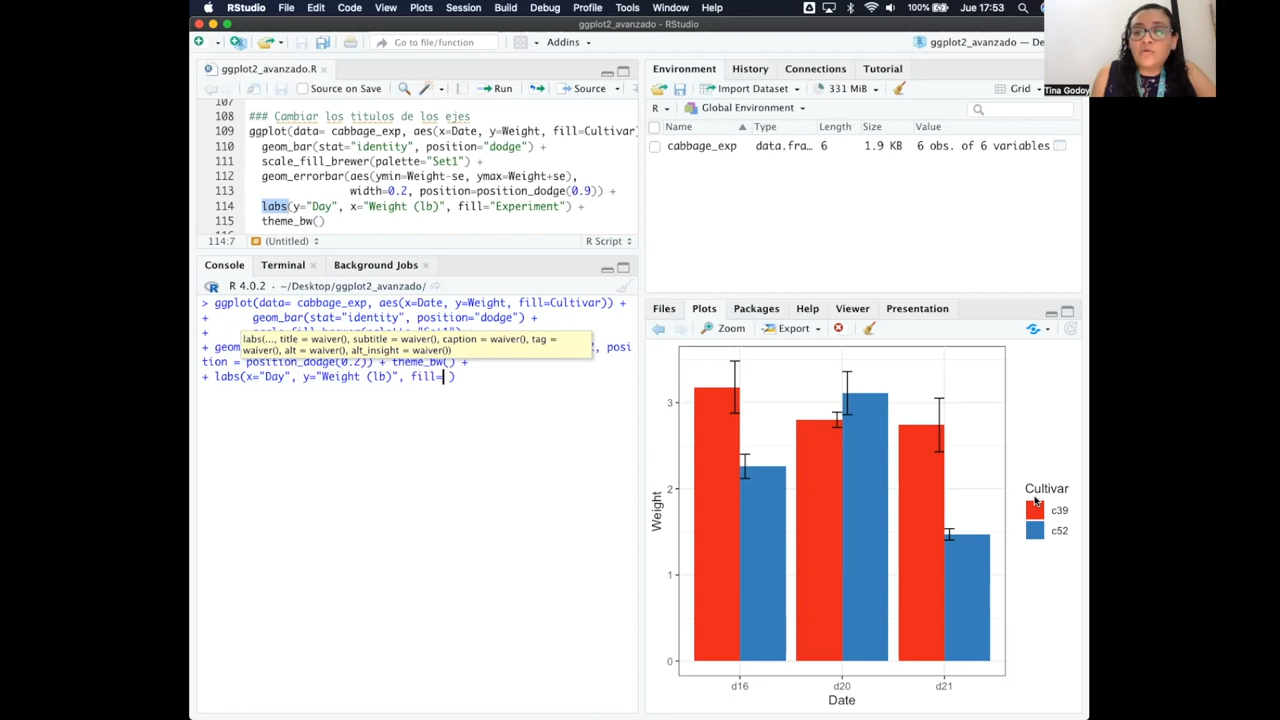 RStudio File Edit Code View Plots Session Build Debug Profile Tools Window Help 100% Jue 17:53
ggplot2_avanzado - RStudio
Go to file/function Addins ggplot2_avanzado — De
Tina Godoy
ggplot2_avanzado.R
Source on Save Run Source
107
108 ### Cambiar los titulos de los ejes
109 ggplot(data= cabbage_exp, aes(x=Date, y=Weight, fill=Cultivar)
110 geom_bar(stat="identity", position="dodge") +
111 scale_fill_brewer(palette="Set1") +
112 geom_errorbar(aes(ymin=Weight-se, ymax=Weight+se),
113 width=0.2, position=position_dodge(0.9)) +
114 labs(y="Day", x="Weight (lb)", fill="Experiment") +
115 theme_bw()
114:7 (Untitled) R Script
Console Terminal Background Jobs
R 4.0.2 · ~/Desktop/ggplot2_avanzado/
> ggplot(data= cabbage_exp, aes(x=Date, y=Weight, fill=Cultivar)) +
+ geom_bar(stat="identity", position="dodge") +
+
labs(..., title = waiver(), subtitle = waiver(), caption = waiver(), tag =
waiver(), alt = waiver(), alt_insight = waiver())
+ geom 2, posi
tion = position_dodge(0.2)) + theme_bw() +
+ labs(x="Day", y="Weight (lb)", fill= )
Environment History Connections Tutorial
Import Dataset 331 MiB Grid
R Global Environment
Name Type Length Size Value
cabbage_exp data.fra… 6 1.9 KB 6 obs. of 6 variables
Files Plots Packages Help Viewer Presentation
Zoom Export
3
2
1
0
Weight
d16 d20 d21
Date
Cultivar
c39
c52